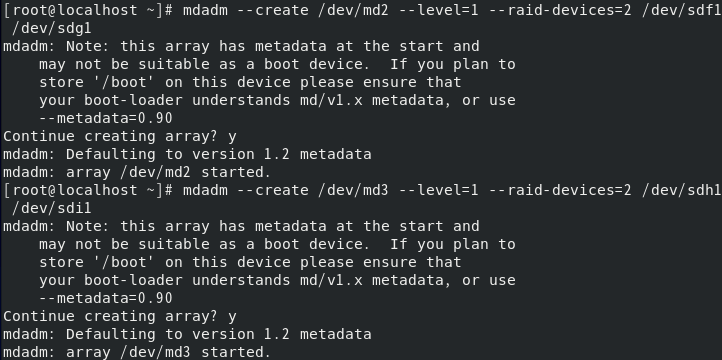 [root@localhost ~]# mdadm --create /dev/md2 --level=1 --raid-devices=2 /dev/sdf1
/dev/sdg1
mdadm: Note: this array has metadata at the start and
may not be suitable as a boot device.  If you plan to
store '/boot' on this device please ensure that
your boot-loader understands md/v1.x metadata, or use
--metadata=0.90
Continue creating array? y
mdadm: Defaulting to version 1.2 metadata
mdadm: array /dev/md2 started.
[root@localhost ~]# mdadm --create /dev/md3 --level=1 --raid-devices=2 /dev/sdh1
/dev/sdi1
mdadm: Note: this array has metadata at the start and
may not be suitable as a boot device.  If you plan to
store '/boot' on this device please ensure that
your boot-loader understands md/v1.x metadata, or use
--metadata=0.90
Continue creating array? y
mdadm: Defaulting to version 1.2 metadata
mdadm: array /dev/md3 started.